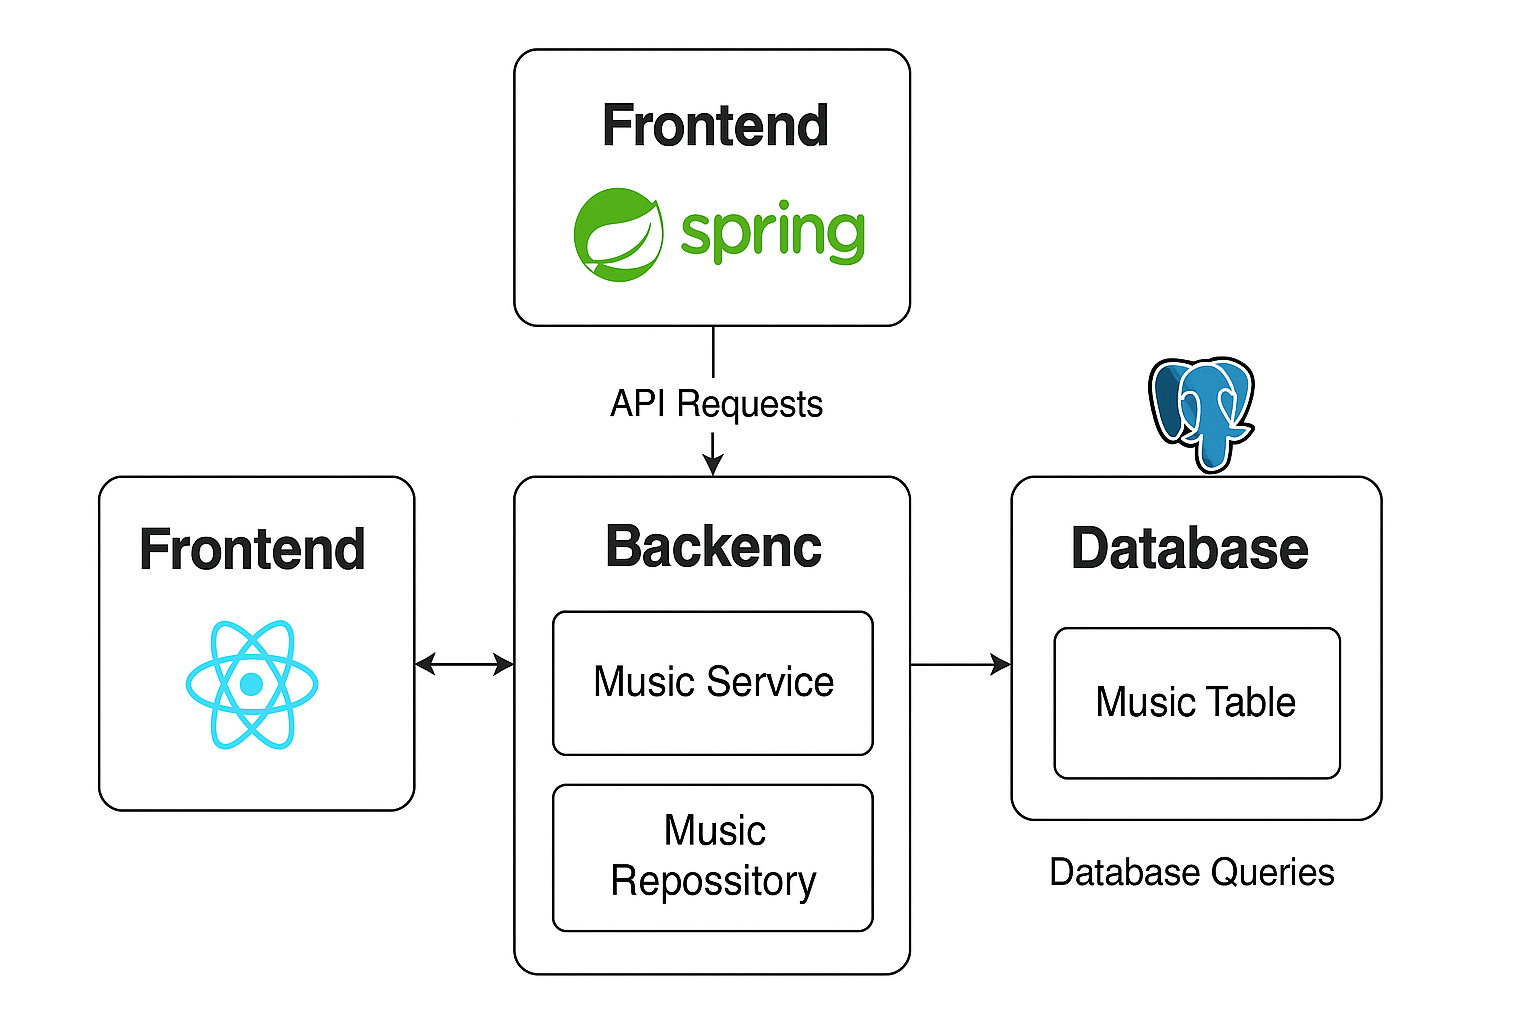 Frontend
spring
API Requests
Frontend
Backenc
Music Service
Music
Repossitory
Database
Music Table
Database Queries